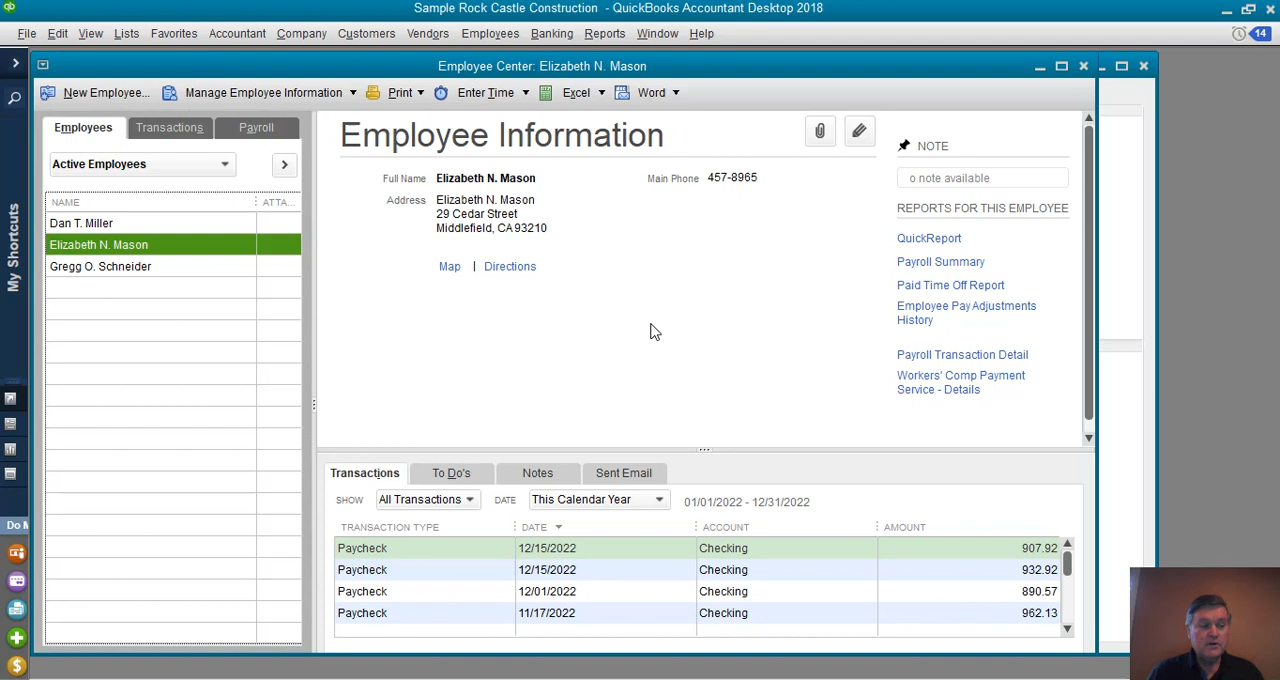 Sample Rock Castle Construction - QuickBooks Accountant Desktop 2018
File Edit View Lists Favorites Accountant Company Customers Vendors Employees Banking Reports Window Help 14
Employee Center: Elizabeth N. Mason
New Employee... Manage Employee Information Print Enter Time Excel Word
Employees Transactions Payroll
Active Employees
NAME ATTA...
Dan T. Miller
Elizabeth N. Mason
Gregg O. Schneider
My Shortcuts
Do M
Employee Information
Full Name Elizabeth N. Mason Main Phone 457-8965
Address Elizabeth N. Mason
29 Cedar Street
Middlefield, CA 93210
Map | Directions
NOTE
o note available
REPORTS FOR THIS EMPLOYEE
QuickReport
Payroll Summary
Paid Time Off Report
Employee Pay Adjustments
History
Payroll Transaction Detail
Workers' Comp Payment
Service - Details
Transactions To Do's Notes Sent Email
SHOW All Transactions DATE This Calendar Year 01/01/2022 - 12/31/2022
TRANSACTION TYPE DATE ACCOUNT AMOUNT
Paycheck 12/15/2022 Checking 907.92
Paycheck 12/15/2022 Checking 932.92
Paycheck 12/01/2022 Checking 890.57
Paycheck 11/17/2022 Checking 962.13